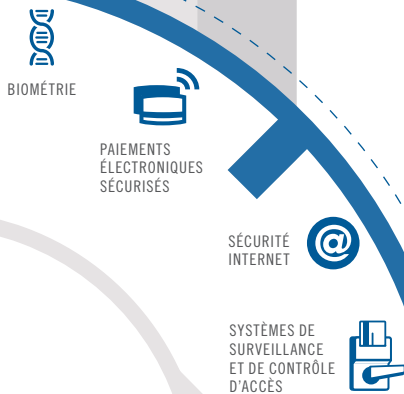 BIOMÉTRIE
PAIEMENTS
ÉLECTRONIQUES
SÉCURISÉS
SÉCURITÉ
INTERNET
@
SYSTÈMES DE
SURVEILLANCE
ET DE CONTRÔLE
D'ACCÈS